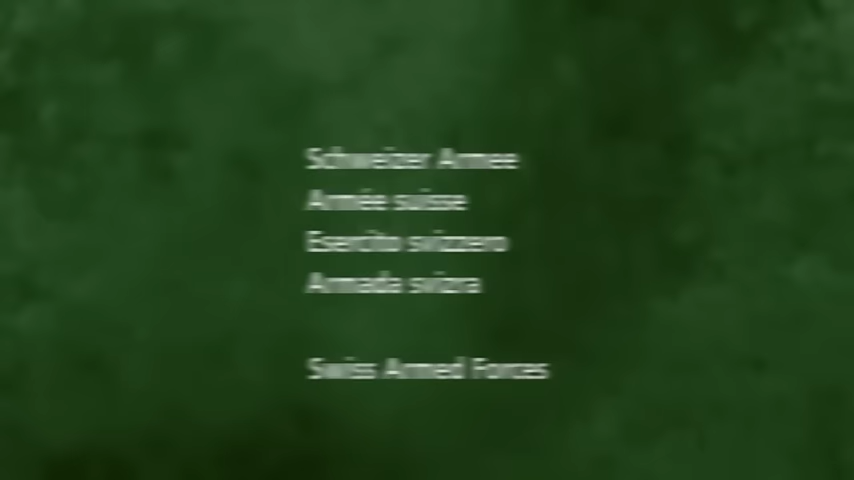 Schweizer Armee
Armée suisse
Esercito svizzero
Armada svizra
Swiss Armed Forces